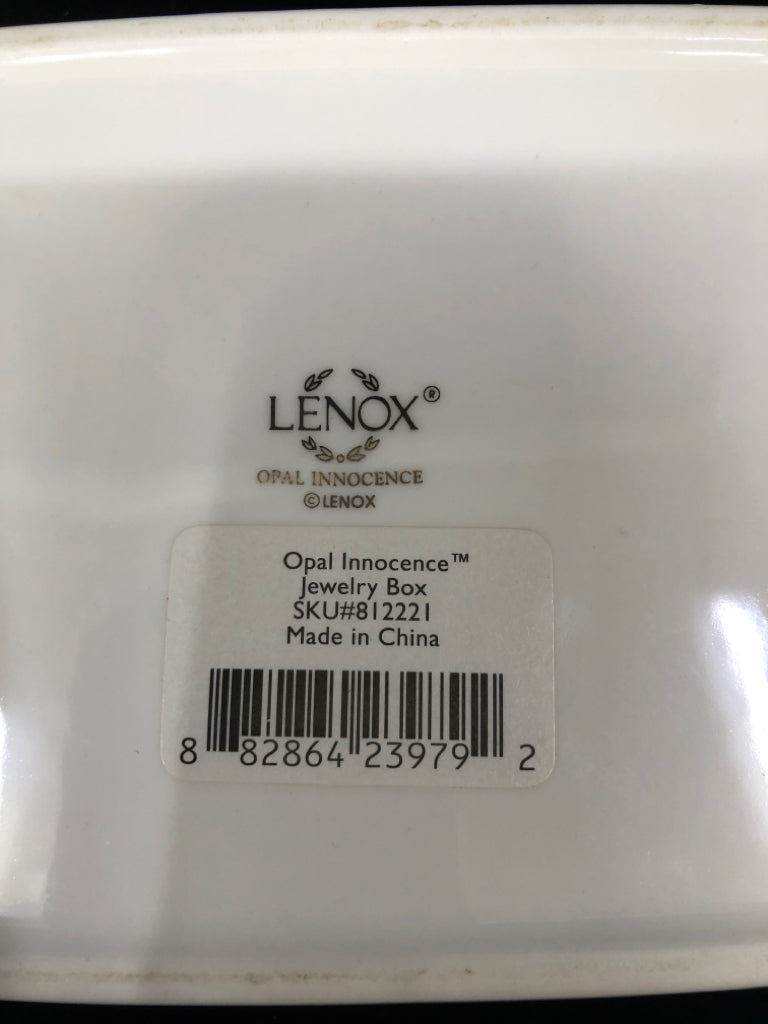 LENOX®
OPAL INNOCENCE
©LENOX
Opal Innocence™
Jewelry Box
SKU#812221
Made in China
8 82864 23979 2